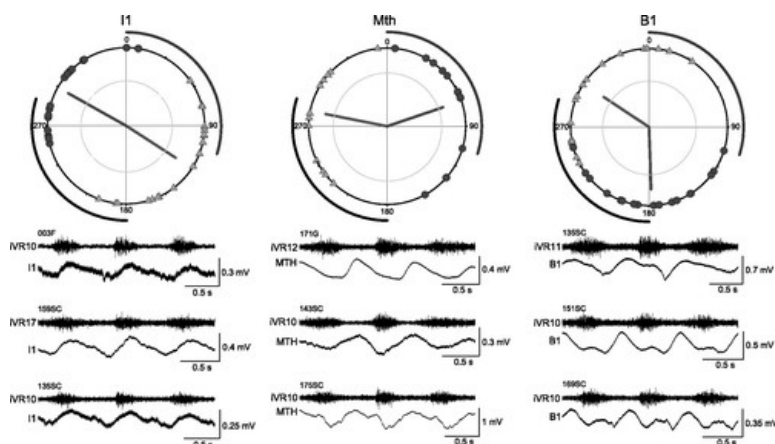 I1
0
270
90
180
003F
iVR10
I1
0.3 mV
0.5 s
159SC
iVR17
I1
0.4 mV
0.5 s
135SC
iVR10
I1
0.25 mV
0.5 s
Mth
0
270
90
180
171G
iVR12
MTH
0.4 mV
0.5 s
143SC
iVR10
MTH
0.3 mV
0.5 s
175SC
iVR10
MTH
1 mV
0.5 s
B1
0
270
90
180
135SC
iVR11
B1
0.7 mV
0.5 s
151SC
iVR10
B1
0.5 mV
0.5 s
169SC
iVR10
B1
0.35 mV
0.5 s